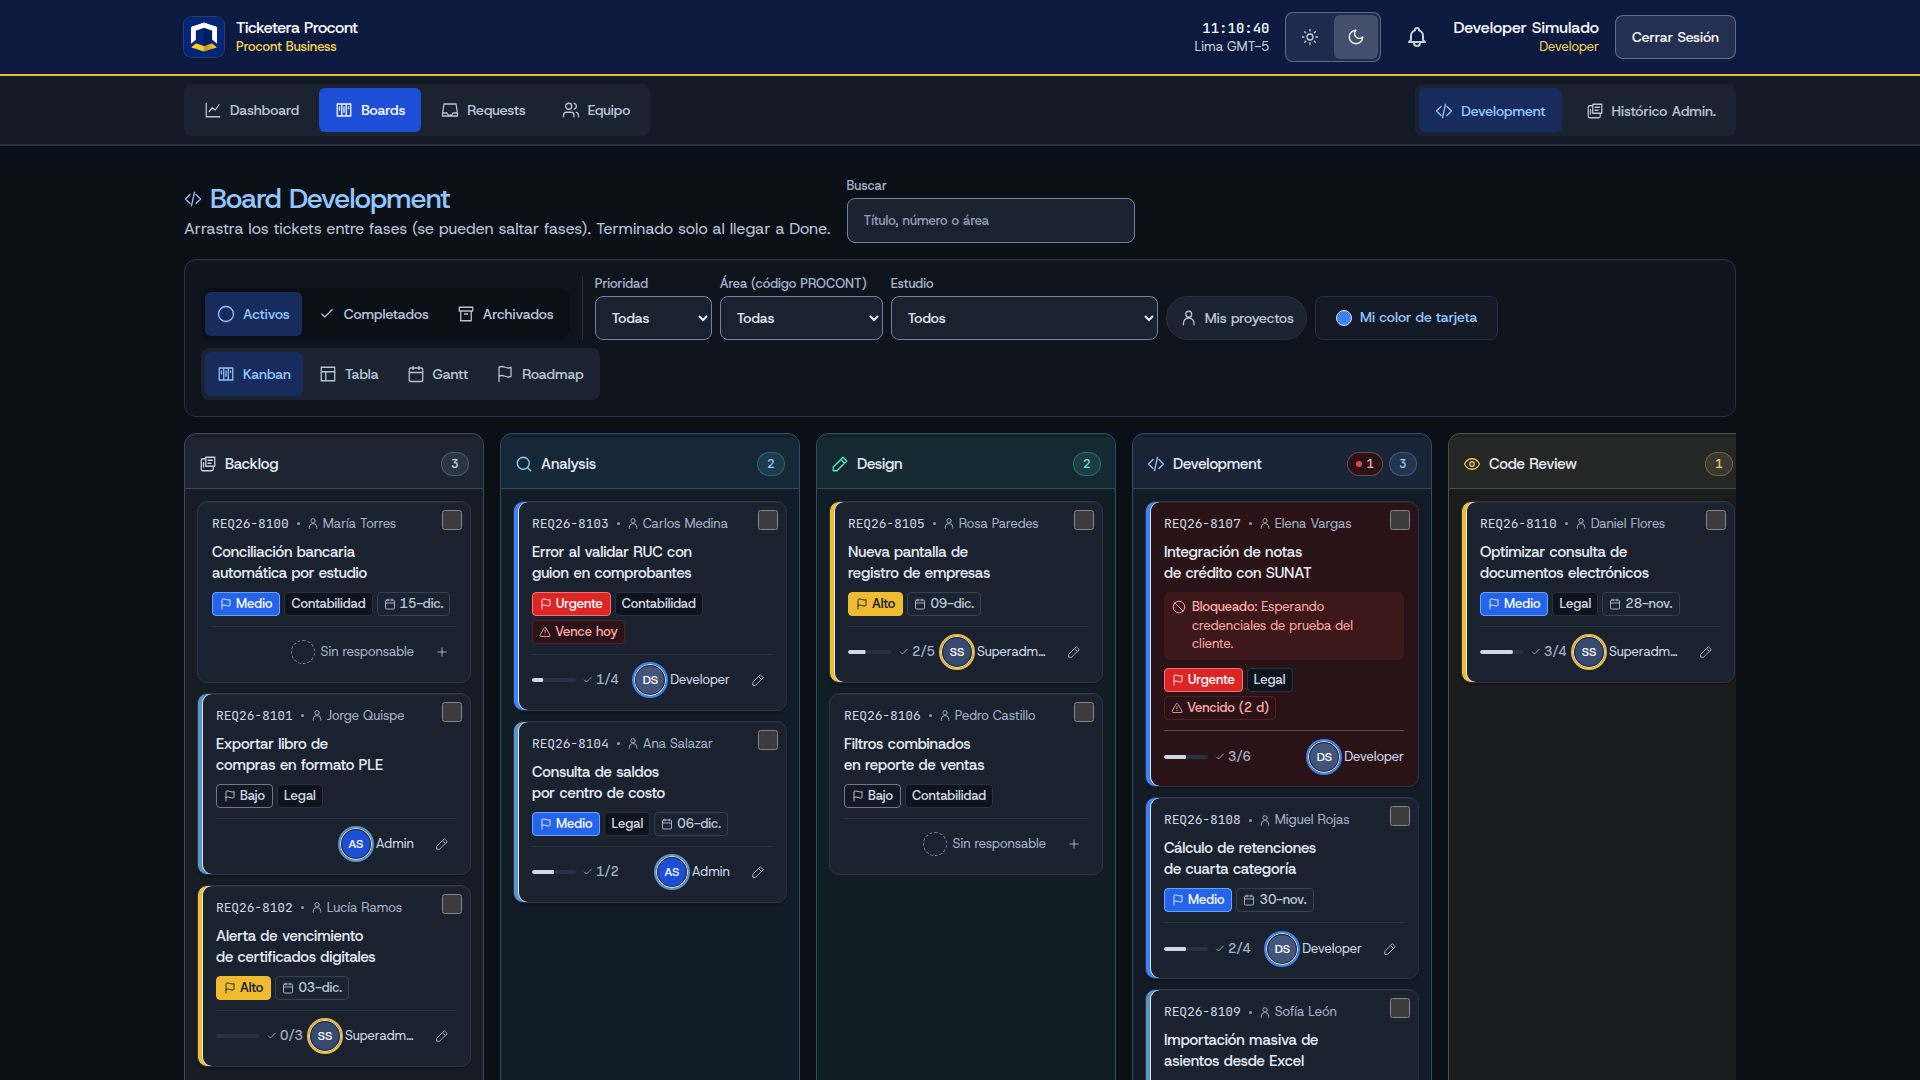 Ticketera Procont
Procont Business
11:10:40
Lima GMT-5
Developer Simulado
Developer
Cerrar Sesión
Dashboard
Boards
Requests
Equipo
Development
Histórico Admin.
Board Development
Arrastra los tickets entre fases (se pueden saltar fases). Terminado solo al llegar a Done.
Buscar
Título, número o área
Activos
Completados
Archivados
Prioridad
Todas
Área (código PROCONT)
Todas
Estudio
Todos
Mis proyectos
Mi color de tarjeta
Kanban
Tabla
Gantt
Roadmap
Backlog
3
REQ26-8100 • María Torres
Conciliación bancaria
automática por estudio
Medio
Contabilidad
15-dic.
Sin responsable
REQ26-8101 • Jorge Quispe
Exportar libro de
compras en formato PLE
Bajo
Legal
AS
Admin
REQ26-8102 • Lucía Ramos
Alerta de vencimiento
de certificados digitales
Alto
03-dic.
0/3
SS
Superadm...
Analysis
2
REQ26-8103 • Carlos Medina
Error al validar RUC con
guion en comprobantes
Urgente
Contabilidad
Vence hoy
1/4
DS
Developer
REQ26-8104 • Ana Salazar
Consulta de saldos
por centro de costo
Medio
Legal
06-dic.
1/2
AS
Admin
Design
2
REQ26-8105 • Rosa Paredes
Nueva pantalla de
registro de empresas
Alto
09-dic.
2/5
SS
Superadm...
REQ26-8106 • Pedro Castillo
Filtros combinados
en reporte de ventas
Bajo
Contabilidad
Sin responsable
Development
1
3
REQ26-8107 • Elena Vargas
Integración de notas
de crédito con SUNAT
Bloqueado: Esperando
credenciales de prueba del
cliente.
Urgente
Legal
Vencido (2 d)
3/6
DS
Developer
REQ26-8108 • Miguel Rojas
Cálculo de retenciones
de cuarta categoría
Medio
30-nov.
2/4
DS
Developer
REQ26-8109 • Sofía León
Importación masiva de
asientos desde Excel
Code Review
1
REQ26-8110 • Daniel Flores
Optimizar consulta de
documentos electrónicos
Medio
Legal
28-nov.
3/4
SS
Superadm...